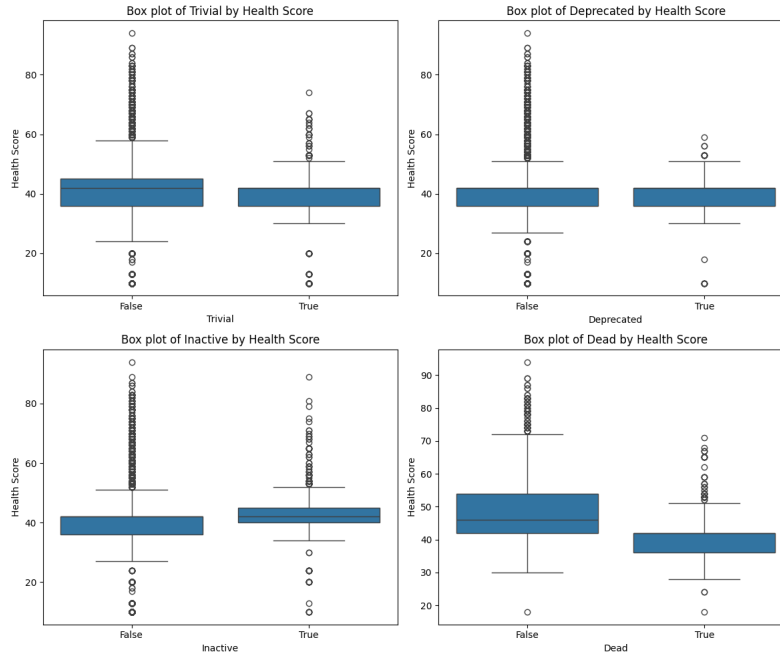 Box plot of Trivial by Health Score
Health Score
80
60
40
20
False
True
Trivial
Box plot of Deprecated by Health Score
Health Score
80
60
40
20
False
True
Deprecated
Box plot of Inactive by Health Score
Health Score
80
60
40
20
False
True
Inactive
Box plot of Dead by Health Score
Health Score
90
80
70
60
50
40
30
20
False
True
Dead